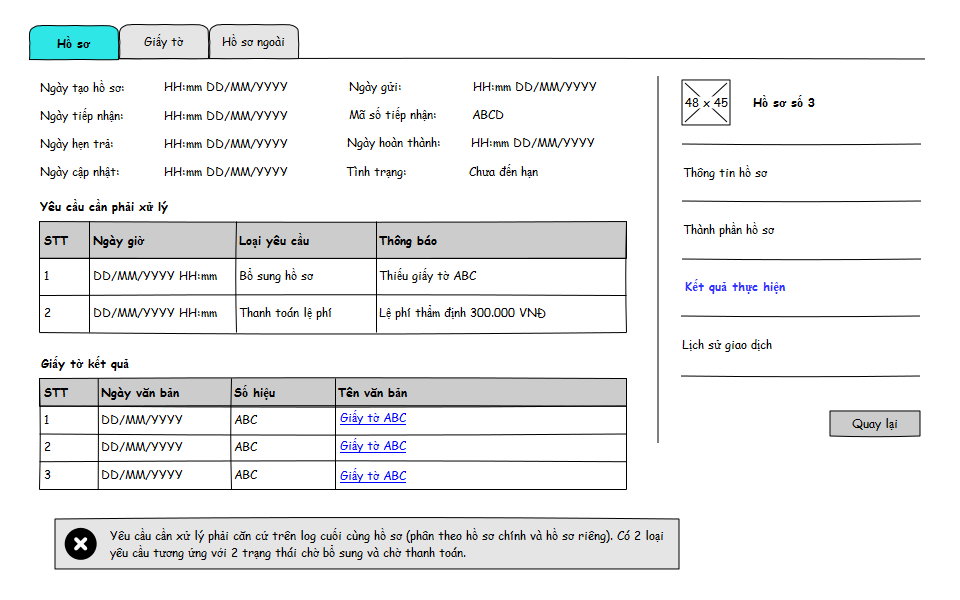 Hồ sơ Giấy tờ Hồ sơ ngoài
Ngày tạo hồ sơ: HH:mm DD/MM/YYYY Ngày gửi: HH:mm DD/MM/YYYY
Ngày tiếp nhận: HH:mm DD/MM/YYYY Mã số tiếp nhận: ABCD
Ngày hẹn trả: HH:mm DD/MM/YYYY Ngày hoàn thành: HH:mm DD/MM/YYYY
Ngày cập nhật: HH:mm DD/MM/YYYY Tình trạng: Chưa đến hạn
Yêu cầu cần phải xử lý
STT Ngày giờ Loại yêu cầu Thông báo
1 DD/MM/YYYY HH:mm Bổ sung hồ sơ Thiếu giấy tờ ABC
2 DD/MM/YYYY HH:mm Thanh toán lệ phí Lệ phí thẩm định 300.000 VNĐ
Giấy tờ kết quả
STT Ngày văn bản Số hiệu Tên văn bản
1 DD/MM/YYYY ABC Giấy tờ ABC
2 DD/MM/YYYY ABC Giấy tờ ABC
3 DD/MM/YYYY ABC Giấy tờ ABC
48 x 45 Hồ sơ số 3
Thông tin hồ sơ
Thành phần hồ sơ
Kết quả thực hiện
Lịch sử giao dịch
Quay lại
Yêu cầu cần xử lý phải căn cứ trên log cuối cùng hồ sơ (phân theo hồ sơ chính và hồ sơ riêng). Có 2 loại
yêu cầu tương ứng với 2 trạng thái chờ bổ sung và chờ thanh toán.